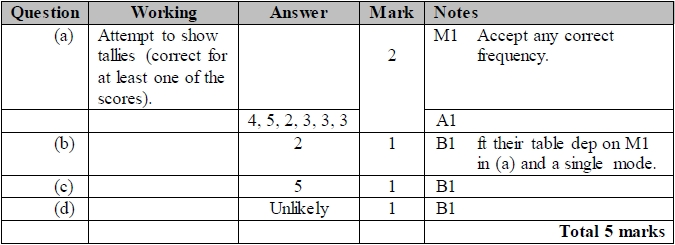 Question Working Answer Mark Notes
(a) Attempt to show tallies (correct for at least one of the scores). 2 M1 Accept any correct frequency.
4, 5, 2, 3, 3, 3 A1
(b) 2 1 B1 ft their table dep on M1 in (a) and a single mode.
(c) 5 1 B1
(d) Unlikely 1 B1
Total 5 marks